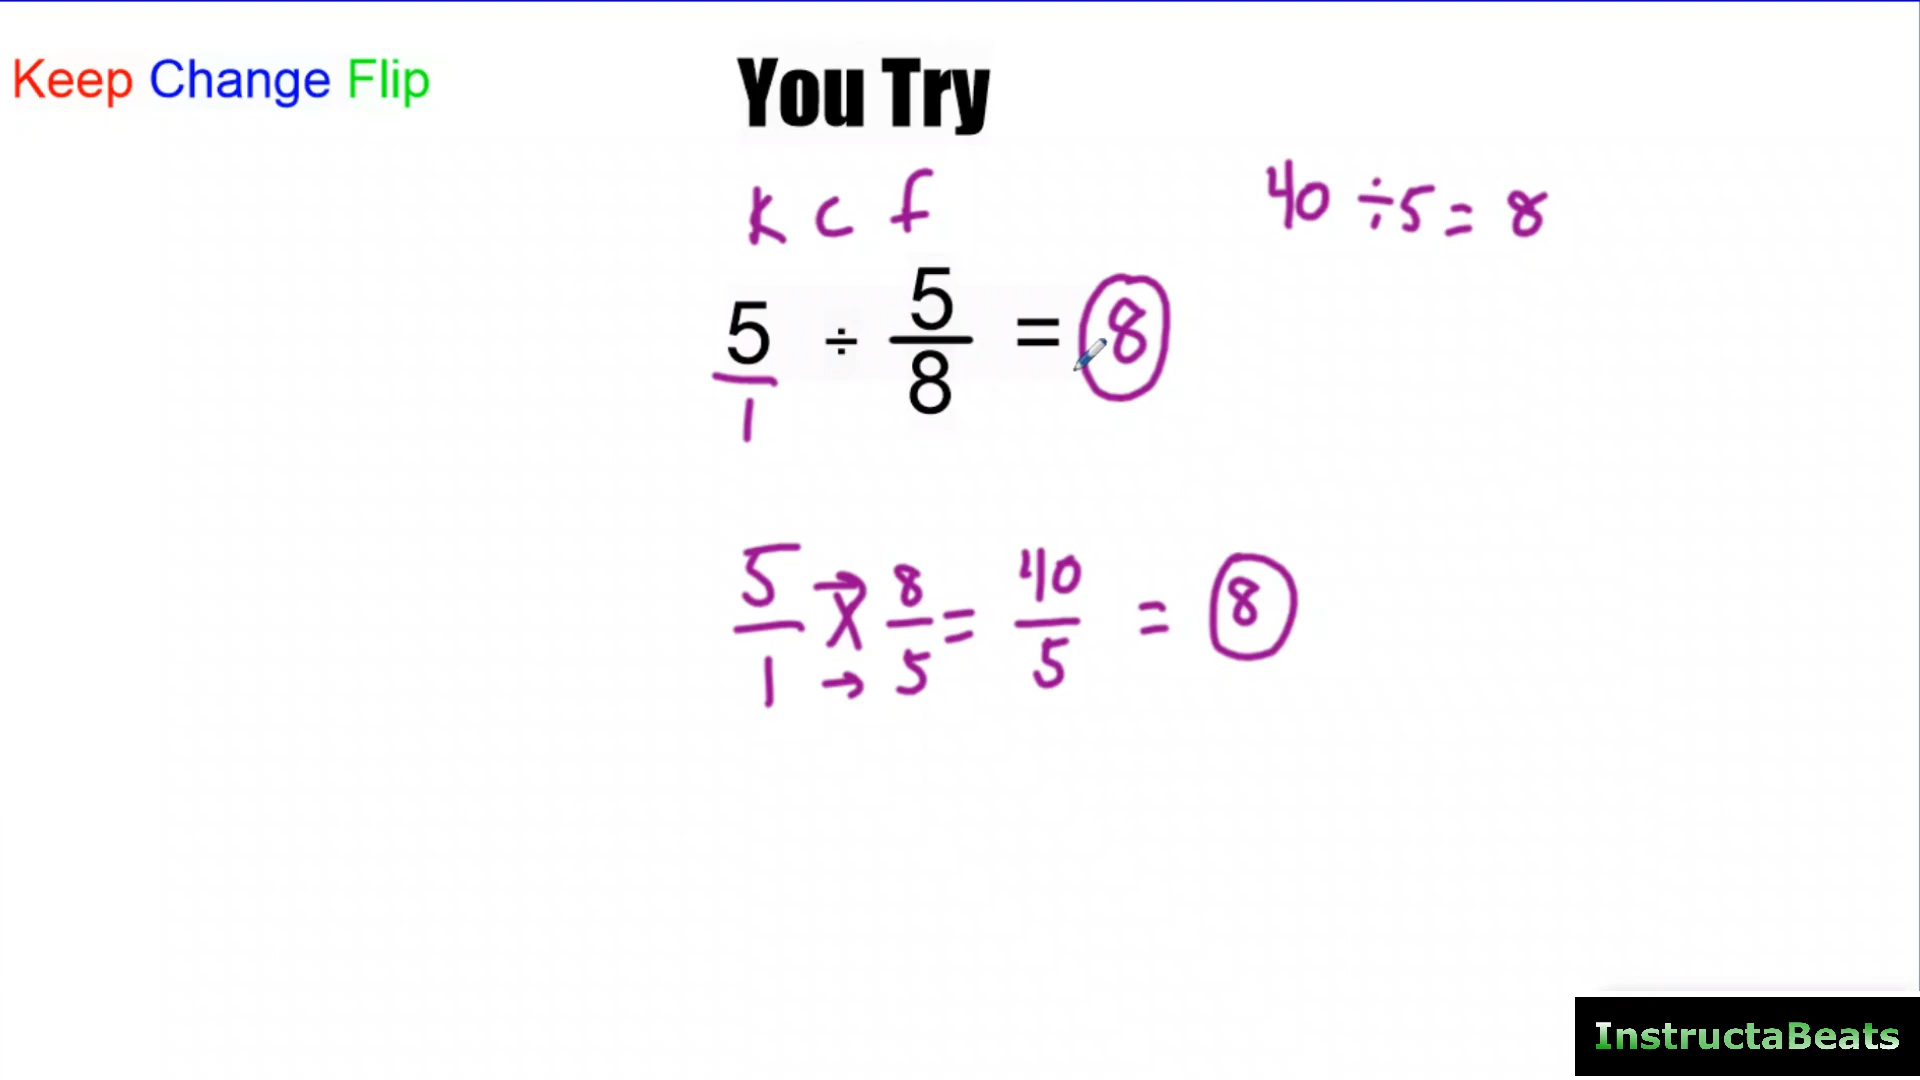 Keep Change Flip
You Try
K C f
40 ÷ 5 = 8
5/1 ÷ 5/8 = 8
5/1 X 8/5 = 40/5 = 8
InstructaBeats